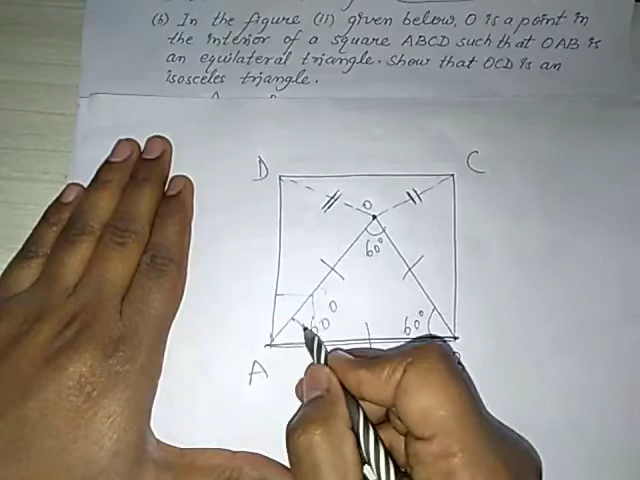 (b) In the figure (11) given below, O is a point in
the interior of a square ABCD such that OAB is
an equilateral triangle. Show that OCD is an
isosceles triangle.
D
C
O
60°
60°
60°
A